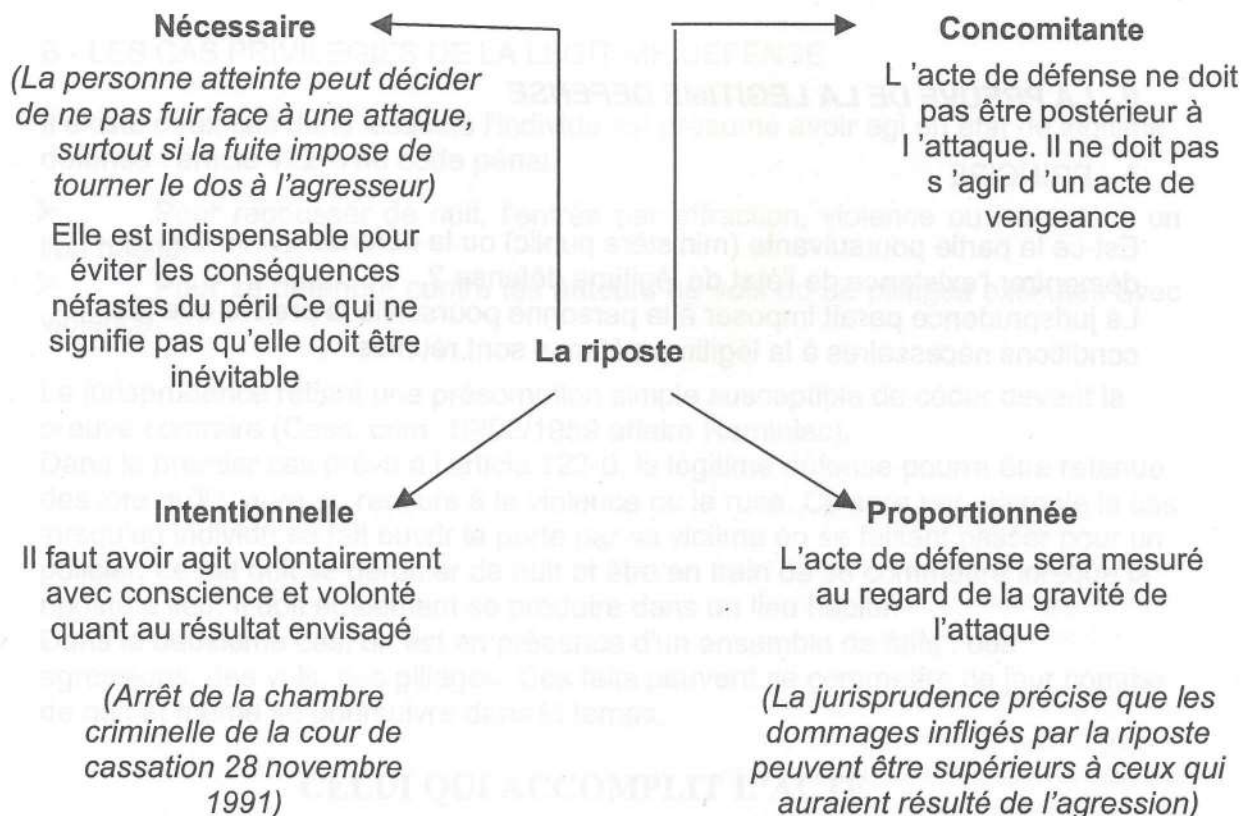 Nécessaire
(La personne atteinte peut décider
de ne pas fuir face à une attaque,
surtout si la fuite impose de
tourner le dos à l'agresseur)
Elle est indispensable pour
éviter les conséquences
néfastes du péril Ce qui ne
signifie pas qu'elle doit être
inévitable
Concomitante
L 'acte de défense ne doit
pas être postérieur à
l 'attaque. Il ne doit pas
s 'agir d 'un acte de
vengeance
La riposte
Intentionnelle
Il faut avoir agit volontairement
avec conscience et volonté
quant au résultat envisagé
(Arrêt de la chambre
criminelle de la cour de
cassation 28 novembre
1991)
Proportionnée
L'acte de défense sera mesuré
au regard de la gravité de
l'attaque
(La jurisprudence précise que les
dommages infligés par la riposte
peuvent être supérieurs à ceux qui
auraient résulté de l'agression)